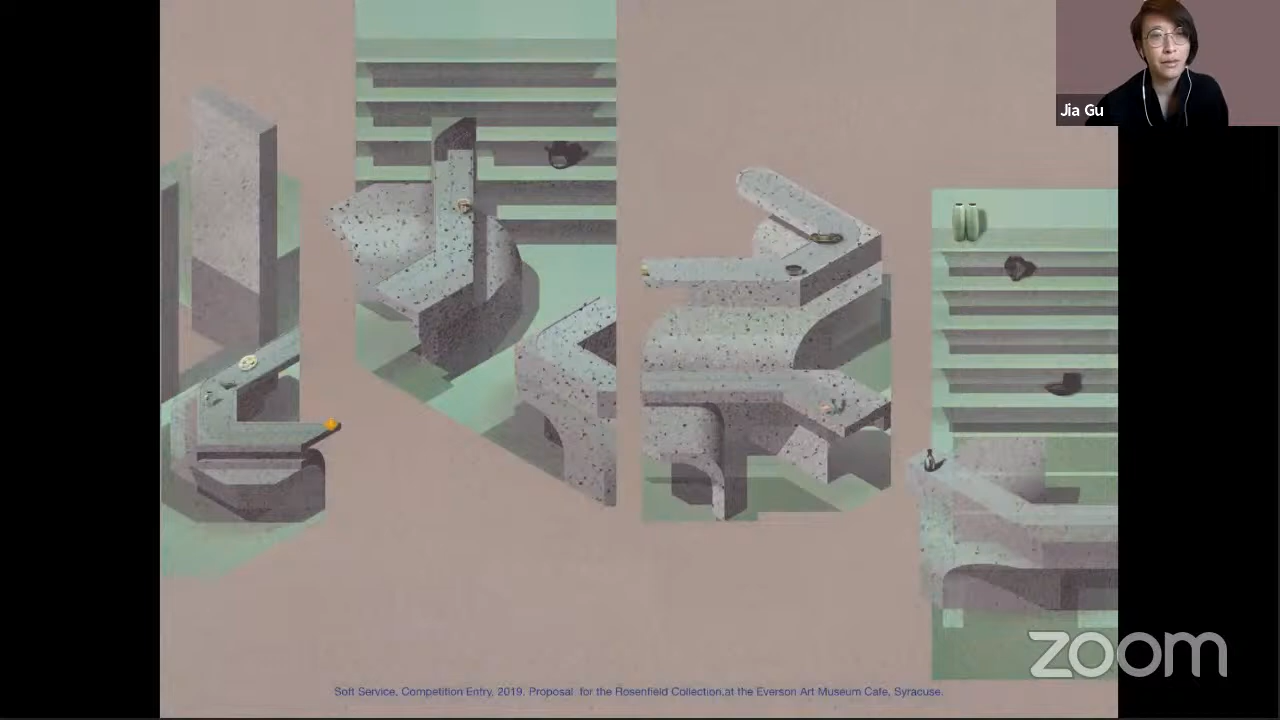 Jia Gu
zoom
Soft Service, Competition Entry, 2019. Proposal for the Rosenfield Collection,at the Everson Art Museum Cafe, Syracuse.